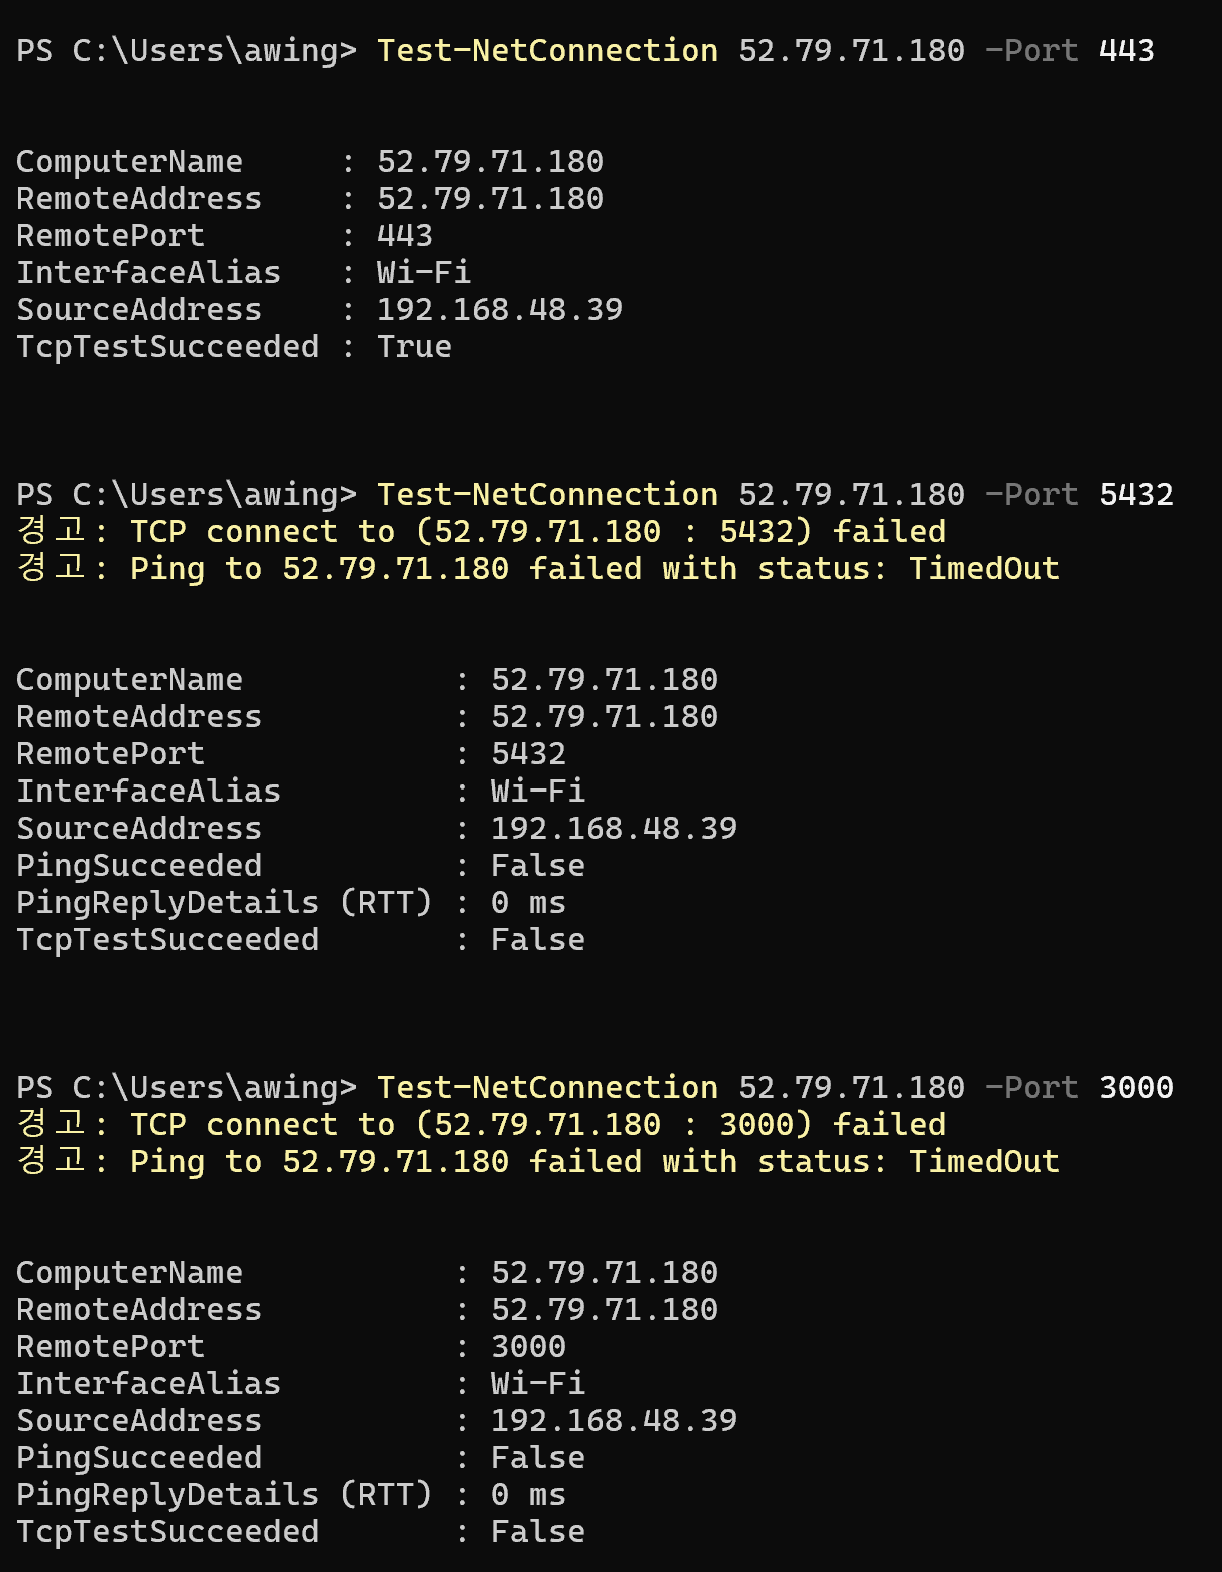 PS C:\Users\awing> Test-NetConnection 52.79.71.180 -Port 443
ComputerName     : 52.79.71.180
RemoteAddress    : 52.79.71.180
RemotePort       : 443
InterfaceAlias   : Wi-Fi
SourceAddress    : 192.168.48.39
TcpTestSucceeded : True
PS C:\Users\awing> Test-NetConnection 52.79.71.180 -Port 5432
경고: TCP connect to (52.79.71.180 : 5432) failed
경고: Ping to 52.79.71.180 failed with status: TimedOut
ComputerName           : 52.79.71.180
RemoteAddress          : 52.79.71.180
RemotePort             : 5432
InterfaceAlias         : Wi-Fi
SourceAddress          : 192.168.48.39
PingSucceeded          : False
PingReplyDetails (RTT) : 0 ms
TcpTestSucceeded       : False
PS C:\Users\awing> Test-NetConnection 52.79.71.180 -Port 3000
경고: TCP connect to (52.79.71.180 : 3000) failed
경고: Ping to 52.79.71.180 failed with status: TimedOut
ComputerName           : 52.79.71.180
RemoteAddress          : 52.79.71.180
RemotePort             : 3000
InterfaceAlias         : Wi-Fi
SourceAddress          : 192.168.48.39
PingSucceeded          : False
PingReplyDetails (RTT) : 0 ms
TcpTestSucceeded       : False